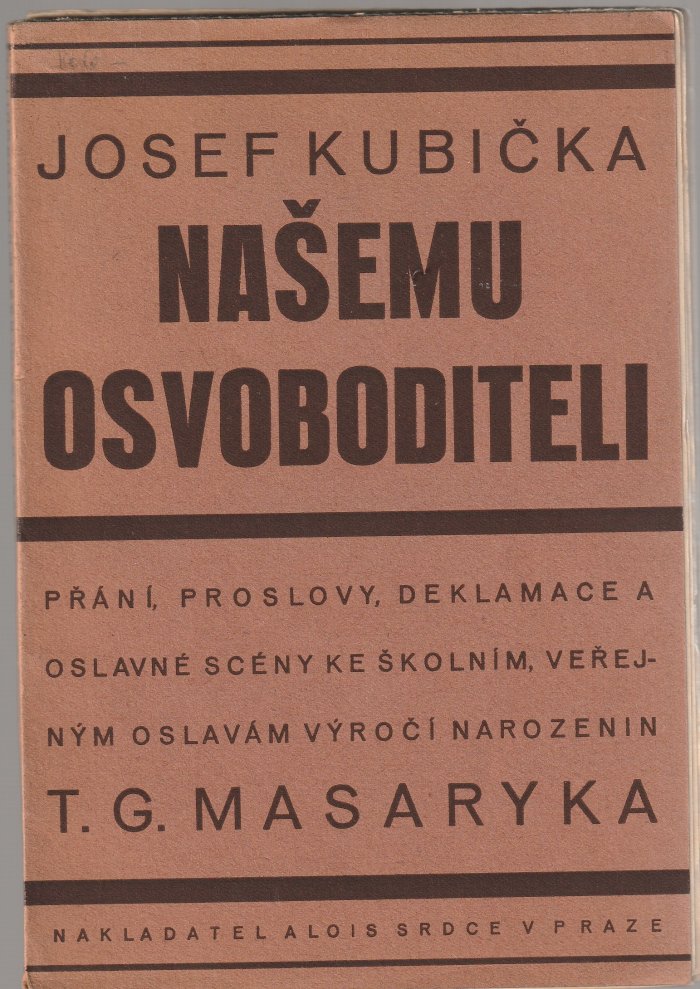 JOSEF KUBIČKA
NAŠEMU
OSVOBODITELI
PŘÁNÍ, PROSLOVY, DEKLAMACE A
OSLAVNÉ SCÉNY KE ŠKOLNÍM, VEŘEJ-
NÝM OSLAVÁM VÝROČÍ NAROZENIN
T. G. MASARYKA
NAKLADATEL ALOIS SRDCE V PRAZE